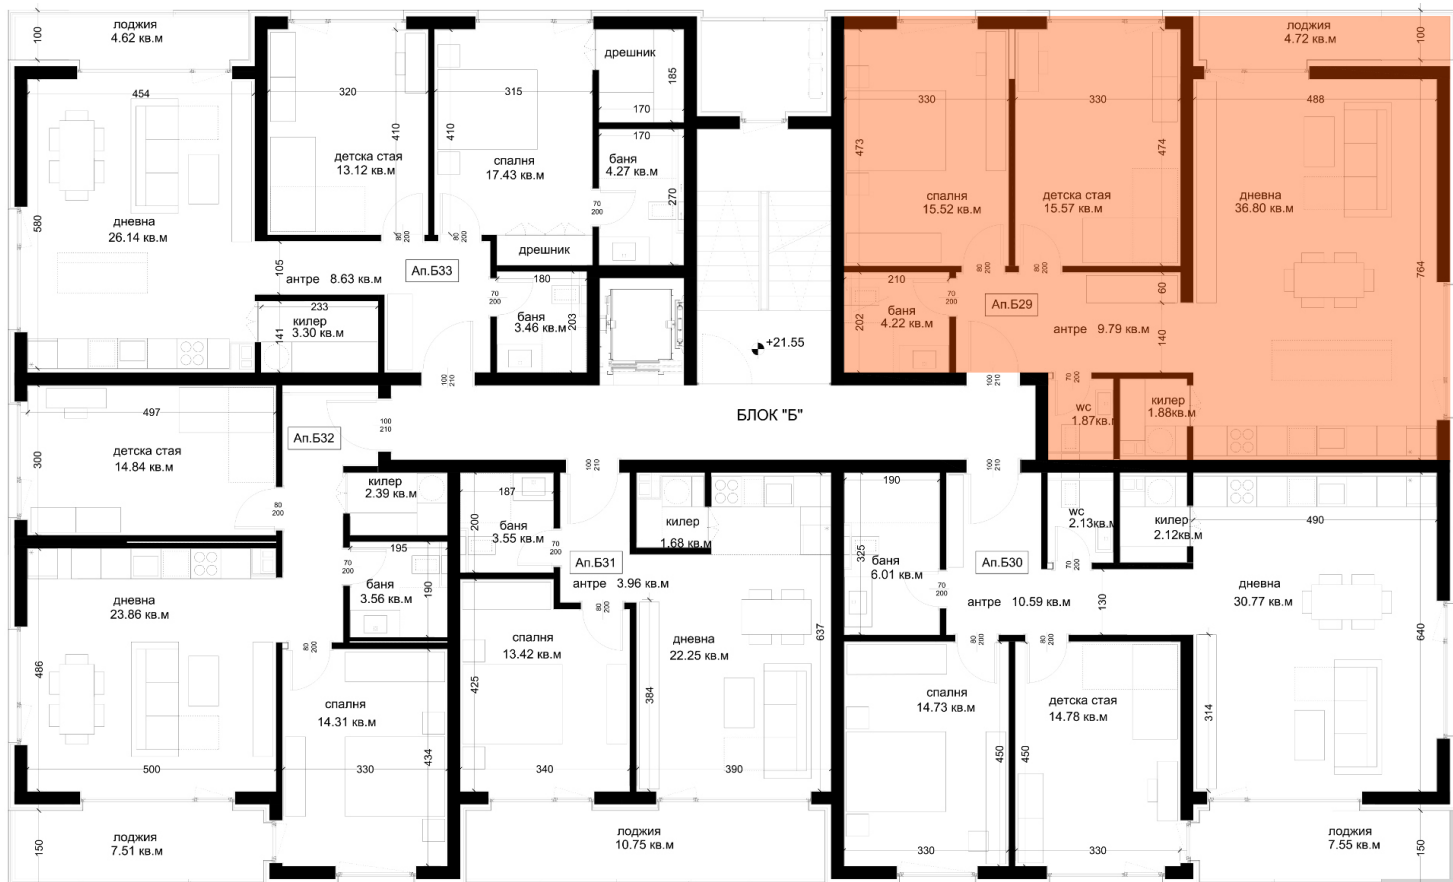 лоджия
4.62 кв.м
100
454
580
дневна
26.14 кв.м
320
410
детска стая
13.12 кв.м
80
200
315
410
спалня
17.43 кв.м
80
200
дрешник
185
170
170
баня
4.27 кв.м
270
70
200
дрешник
105
антре 8.63 кв.м
Ап.Б33
233
килер
3.30 кв.м
141
180
70
200
баня
3.46 кв.м
203
100
210
+21.55
БЛОК "Б"
лоджия
4.72 кв.м
100
330
473
спалня
15.52 кв.м
80
200
330
474
детска стая
15.57 кв.м
80
200
488
дневна
36.80 кв.м
764
210
202
баня
4.22 кв.м
70
200
Ап.Б29
60
антре 9.79 кв.м
140
100
210
70
200
wc
1.87кв.м
килер
1.88кв.м
497
300
детска стая
14.84 кв.м
80
200
Ап.Б32
100
210
килер
2.39 кв.м
195
70
200
баня
3.56 кв.м
190
дневна
23.86 кв.м
486
500
80
200
спалня
14.31 кв.м
434
330
лоджия
7.51 кв.м
150
100
210
187
200
баня
3.55 кв.м
70
200
Ап.Б31
антре 3.96 кв.м
килер
1.68 кв.м
80
200
спалня
13.42 кв.м
425
340
дневна
22.25 кв.м
637
384
390
лоджия
10.75 кв.м
100
210
190
325
баня
6.01 кв.м
70
200
Ап.Б30
антре 10.59 кв.м
wc
2.13кв.м
70
200
килер
2.12кв.м
130
490
дневна
30.77 кв.м
640
314
80
200
спалня
14.73 кв.м
450
330
80
200
детска стая
14.78 кв.м
450
330
лоджия
7.55 кв.м
150